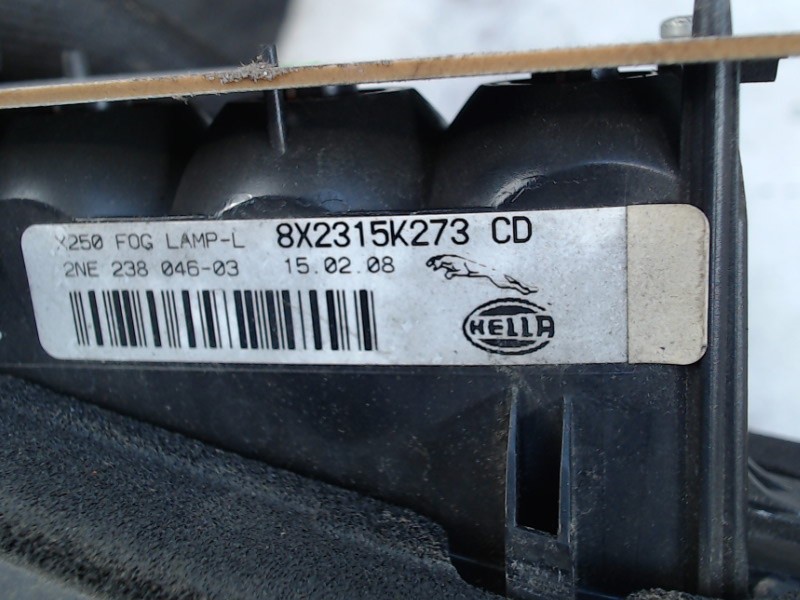 X250 FOG LAMP-L 8X2315K273 CD
2NE 238 046-03 15.02.08
HELLA